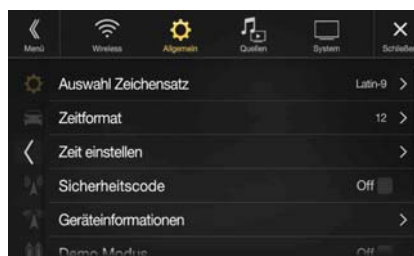 Menü Wireless Allgemein Quellen System Schließen
Auswahl Zeichensatz Latin-9
Zeitformat 12
Zeit einstellen
Sicherheitscode Off
Geräteinformationen
Demo Modus Off